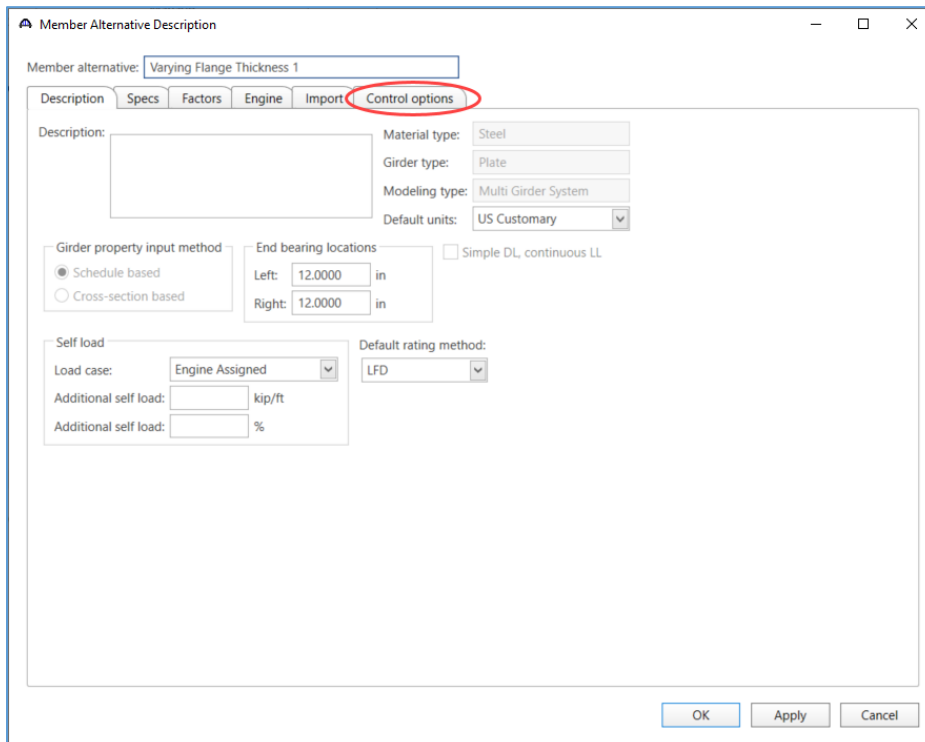 Member Alternative Description
Member alternative: Varying Flange Thickness 1
Description Specs Factors Engine Import Control options
Description:
Material type: Steel
Girder type: Plate
Modeling type: Multi Girder System
Default units: US Customary
Girder property input method
Schedule based
Cross-section based
End bearing locations
Left: 12.0000 in
Right: 12.0000 in
Simple DL, continuous LL
Self load
Load case: Engine Assigned
Additional self load: kip/ft
Additional self load: %
Default rating method:
LFD
OK Apply Cancel